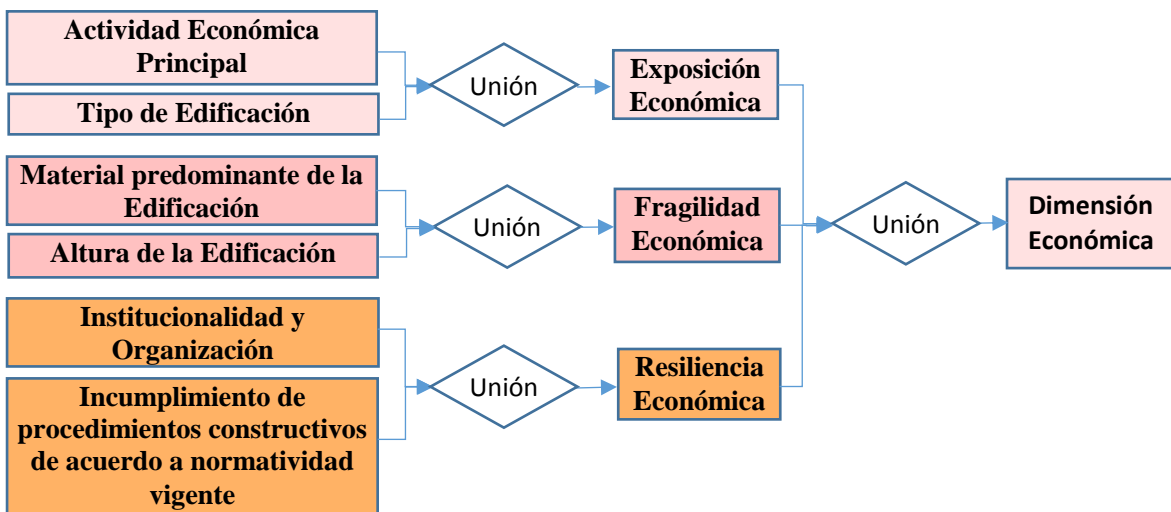 Actividad Económica
Principal
Tipo de Edificación
Unión
Exposición
Económica
Material predominante de la
Edificación
Altura de la Edificación
Unión
Fragilidad
Económica
Institucionalidad y
Organización
Incumplimiento de
procedimientos constructivos
de acuerdo a normatividad
vigente
Unión
Resiliencia
Económica
Unión
Dimensión
Económica